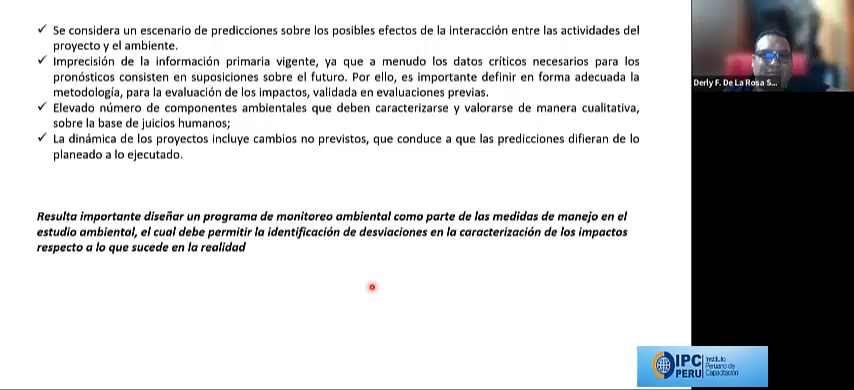 ✓ Se considera un escenario de predicciones sobre los posibles efectos de la interacción entre las actividades del
proyecto y el ambiente.
✓ Imprecisión de la información primaria vigente, ya que a menudo los datos críticos necesarios para los
pronósticos consisten en suposiciones sobre el futuro. Por ello, es importante definir en forma adecuada la
metodología, para la evaluación de los impactos, validada en evaluaciones previas.
✓ Elevado número de componentes ambientales que deben caracterizarse y valorarse de manera cualitativa,
sobre la base de juicios humanos;
✓ La dinámica de los proyectos incluye cambios no previstos, que conduce a que las predicciones difieran de lo
planeado a lo ejecutado.
Resulta importante diseñar un programa de monitoreo ambiental como parte de las medidas de manejo en el
estudio ambiental, el cual debe permitir la identificación de desviaciones en la caracterización de los impactos
respecto a lo que sucede en la realidad
Derly F. De La Rosa S...
IPC
PERU
Instituto
Peruano de
Capacitación